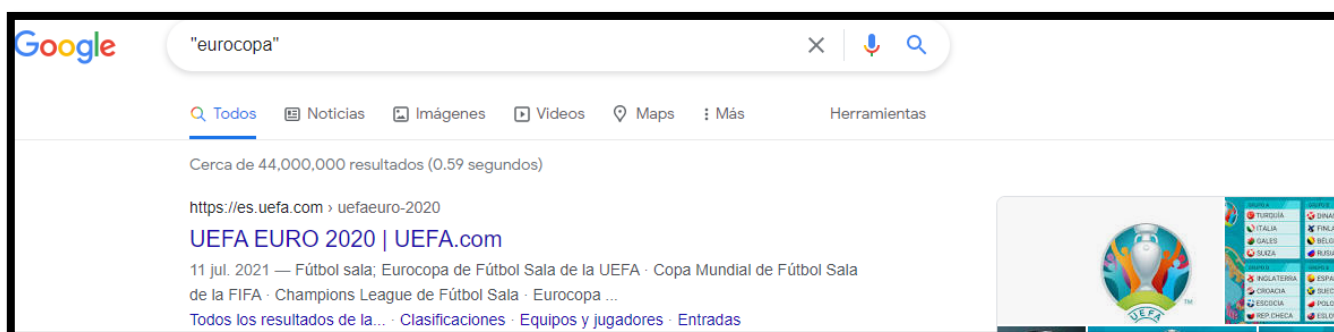 Google
"eurocopa"
Todos Noticias Imágenes Videos Maps Más Herramientas
Cerca de 44,000,000 resultados (0.59 segundos)
https://es.uefa.com › uefaeuro-2020
UEFA EURO 2020 | UEFA.com
11 jul. 2021 — Fútbol sala; Eurocopa de Fútbol Sala de la UEFA · Copa Mundial de Fútbol Sala
de la FIFA · Champions League de Fútbol Sala · Eurocopa ...
Todos los resultados de la... · Clasificaciones · Equipos y jugadores · Entradas
UEFA
TM
TURQUÍA
ITALIA
GALES
SUIZA
INGLATERRA
CROACIA
ESCOCIA
REP.CHECA